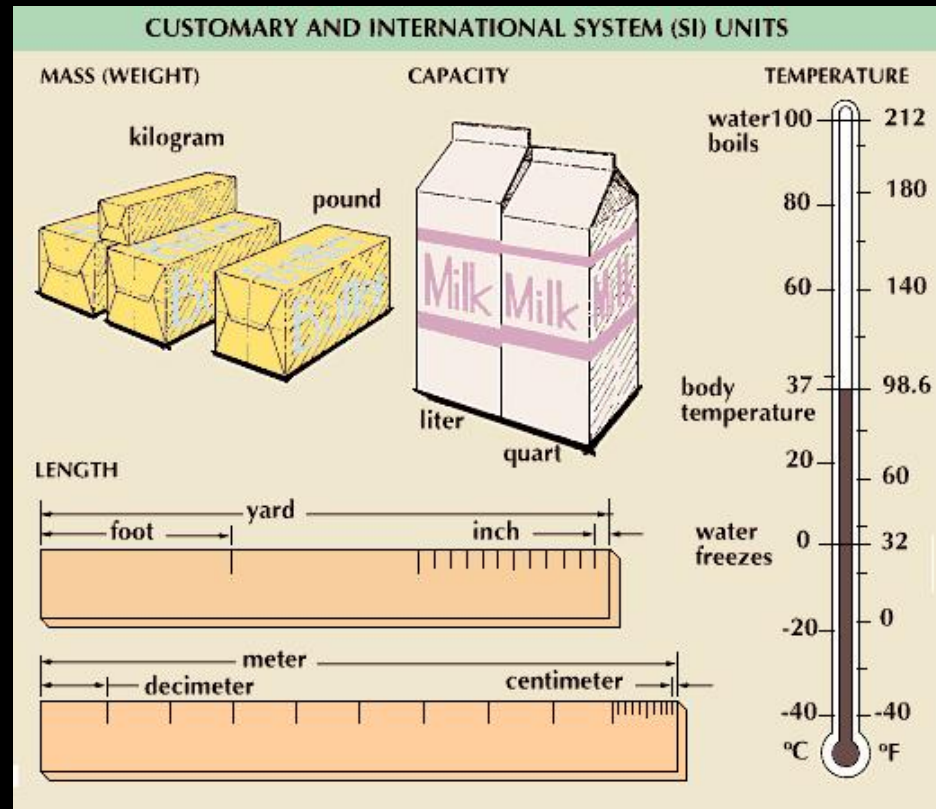 CUSTOMARY AND INTERNATIONAL SYSTEM (SI) UNITS
MASS (WEIGHT)
kilogram
pound
Butter
CAPACITY
Milk Milk Milk
liter
quart
TEMPERATURE
water 100 212
boils
80 180
60 140
body 37 98.6
temperature
20 60
water 0 32
freezes
-20 0
-40 -40
°C °F
LENGTH
yard
foot inch
meter
decimeter centimeter